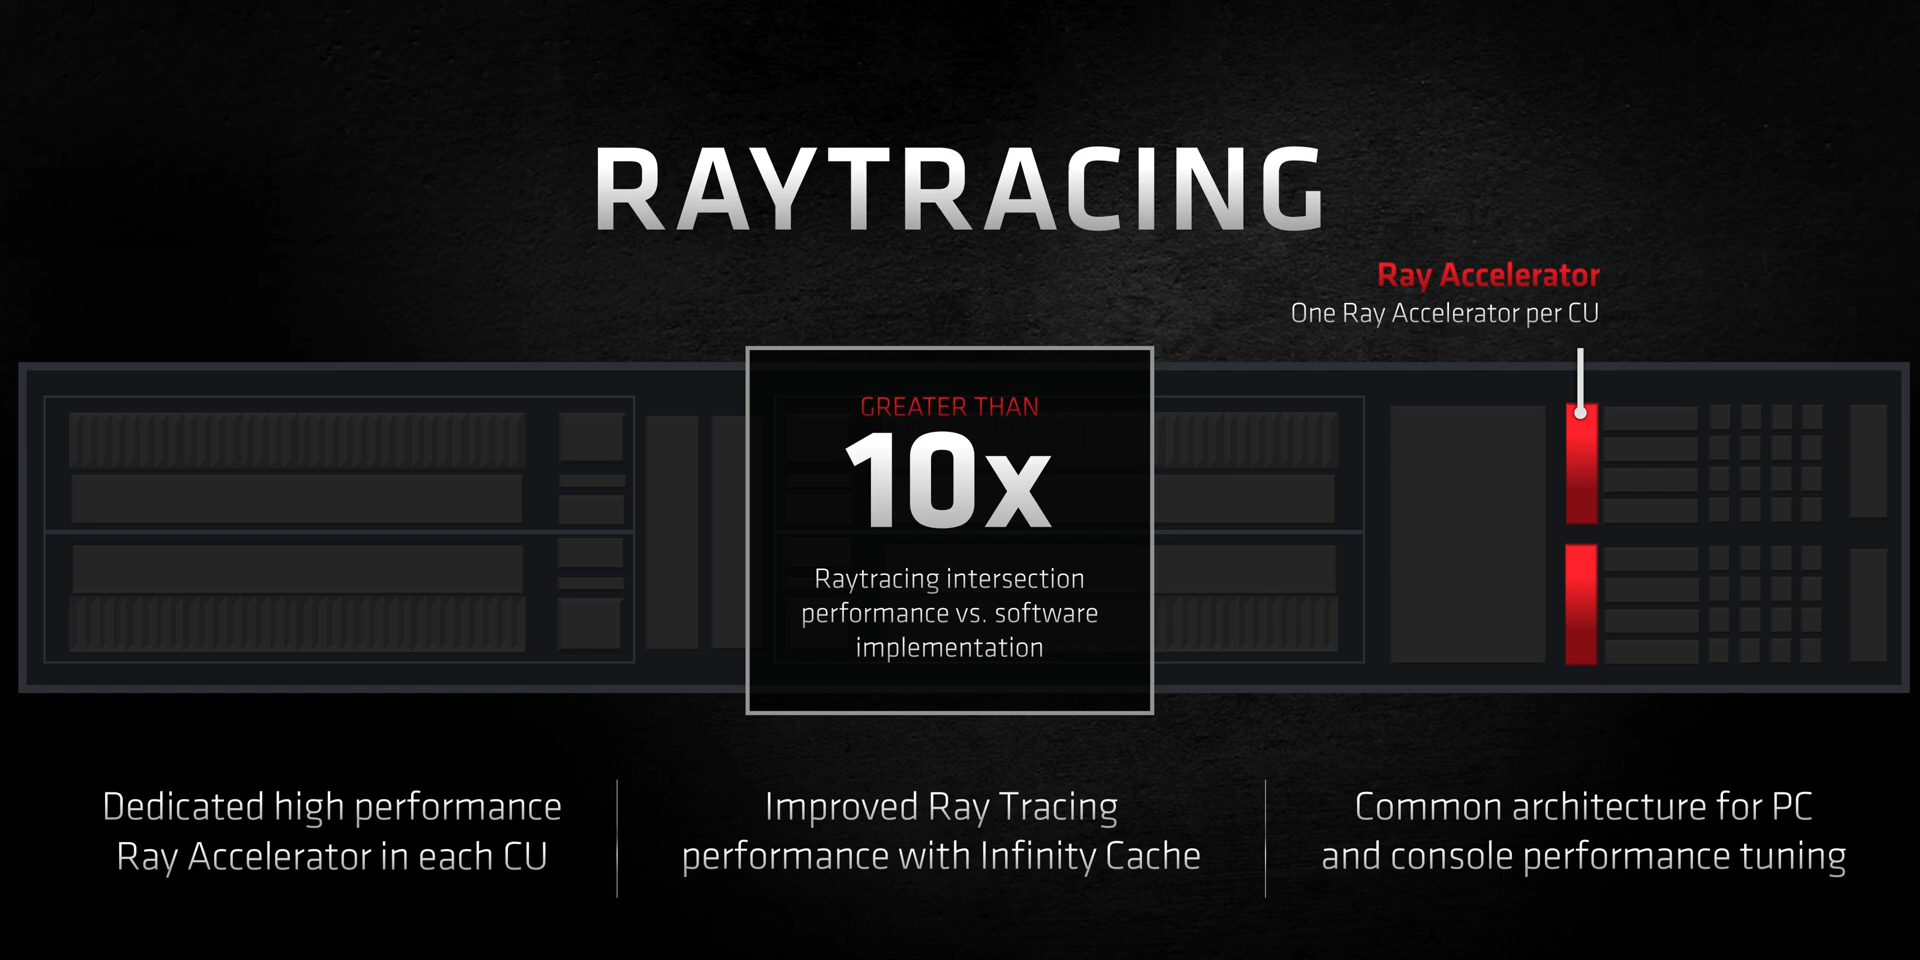 RAYTRACING
Ray Accelerator
One Ray Accelerator per CU
GREATER THAN
10x
Raytracing intersection
performance vs. software
implementation
Dedicated high performance
Ray Accelerator in each CU
Improved Ray Tracing
performance with Infinity Cache
Common architecture for PC
and console performance tuning